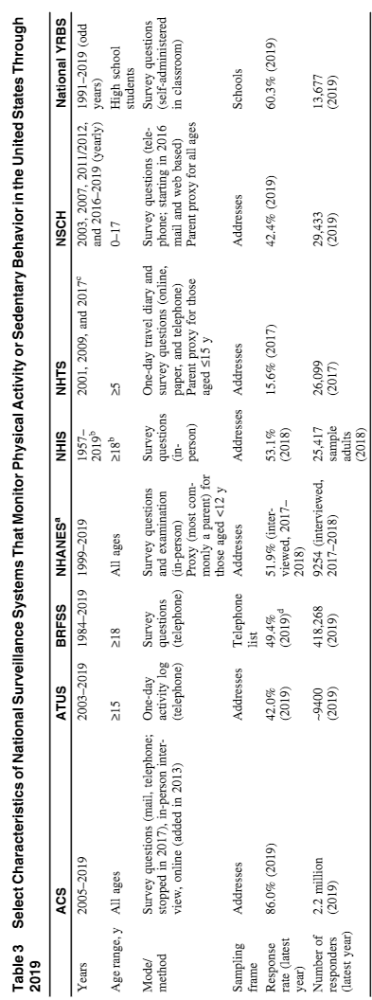 Table 3 Select Characteristics of National Surveillance Systems That Monitor Physical Activity or Sedentary Behavior in the United States Through
2019
ACS ATUS BRFSS NHANESᵃ NHIS NHTS NSCH National YRBS
Years 2005–2019 2003–2019 1984–2019 1999–2019 1957–2019ᵇ 2001, 2009, and 2017ᶜ 2003, 2007, 2011/2012, and 2016–2019 (yearly) 1991–2019 (odd years)
Age range, y All ages ≥15 ≥18 All ages ≥18ᵇ ≥5 0–17 High school students
Mode/method Survey questions (mail, telephone; stopped in 2017), in-person interview, online (added in 2013) One-day activity log (telephone) Survey questions (telephone) Survey questions and examination (in-person) Proxy (most commonly a parent) for those aged <12 y Survey questions (in-person) One-day travel diary and survey questions (online, paper, and telephone) Parent proxy for those aged ≤15 y Survey questions (telephone; starting in 2016 mail and web based) Parent proxy for all ages Survey questions (self-administered in classroom)
Sampling frame Addresses Addresses Telephone list Addresses Addresses Addresses Addresses Schools
Response rate (latest year) 86.0% (2019) 42.0% (2019) 49.4% (2019)ᵈ 51.9% (interviewed, 2017–2018) 53.1% (2018) 15.6% (2017) 42.4% (2019) 60.3% (2019)
Number of responders (latest year) 2.2 million (2019) ~9400 (2019) 418,268 (2019) 9254 (interviewed, 2017–2018) 25,417 sample adults (2018) 26,099 (2017) 29,433 (2019) 13,677 (2019)